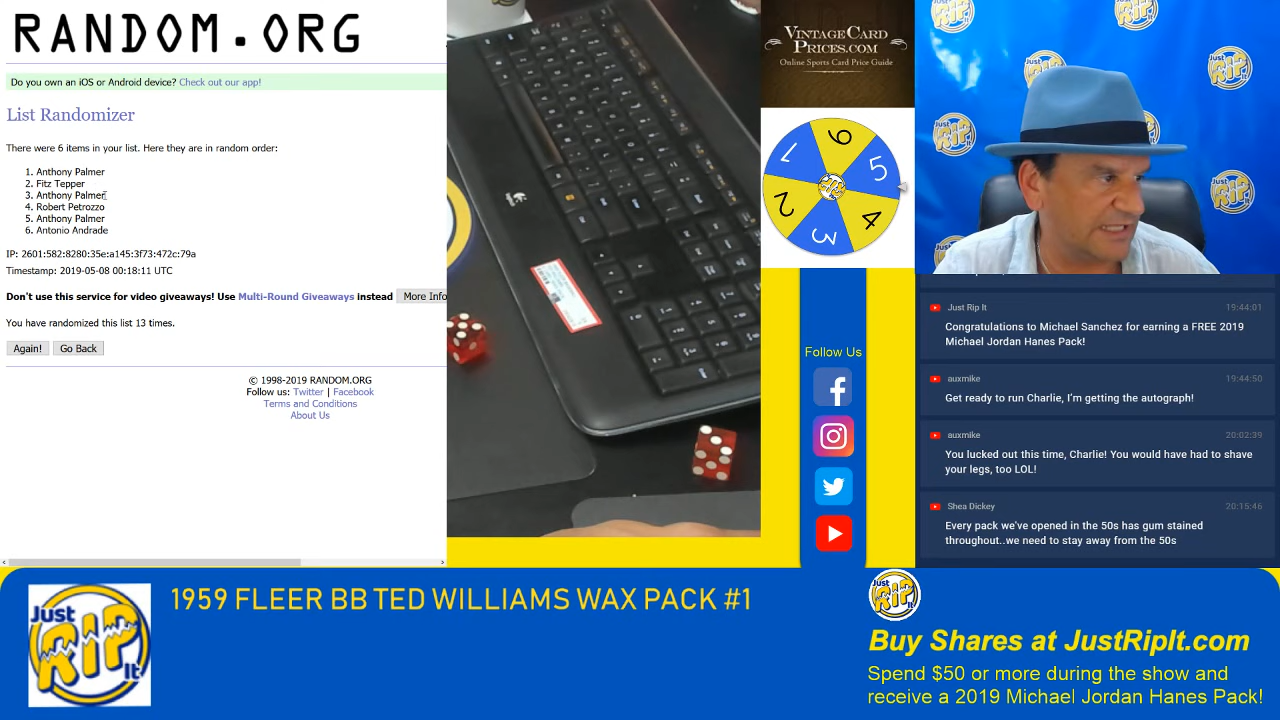 RANDOM.ORG
Do you own an iOS or Android device? Check out our app!
List Randomizer
There were 6 items in your list. Here they are in random order:
1. Anthony Palmer
2. Fitz Tepper
3. Anthony Palmer
4. Robert Petrozzo
5. Anthony Palmer
6. Antonio Andrade
IP: 2601:582:8280:35e:a145:3f73:472c:79a
Timestamp: 2019-05-08 00:18:11 UTC
Don't use this service for video giveaways! Use Multi-Round Giveaways instead More Info
You have randomized this list 13 times.
Again! Go Back
© 1998-2019 RANDOM.ORG
Follow us: Twitter | Facebook
Terms and Conditions
About Us
VINTAGECARD
PRICES.COM
Online Sports Card Price Guide
1
6
5
4
3
2
Follow Us
Just Rip It 19:44:01
Congratulations to Michael Sanchez for earning a FREE 2019
Michael Jordan Hanes Pack!
auxmike 19:44:50
Get ready to run Charlie, I'm getting the autograph!
auxmike 20:02:39
You lucked out this time, Charlie! You would have had to shave
your legs, too LOL!
Shea Dickey 20:15:46
Every pack we've opened in the 50s has gum stained
throughout..we need to stay away from the 50s
Just
RIP
It
1959 FLEER BB TED WILLIAMS WAX PACK #1
Just
RIP
It
Buy Shares at JustRipIt.com
Spend $50 or more during the show and
receive a 2019 Michael Jordan Hanes Pack!